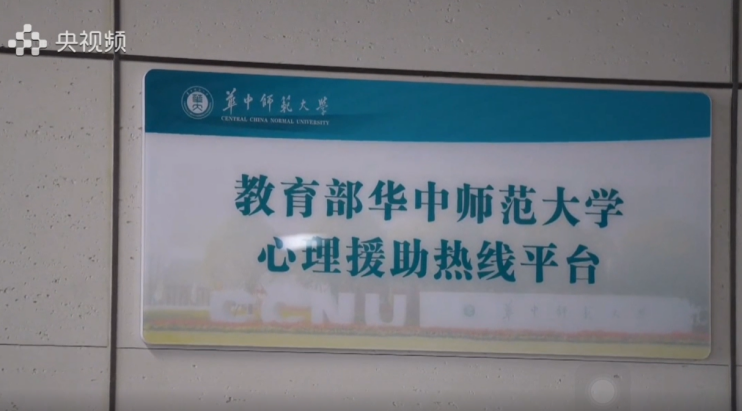 央视频
華中師範大學
CENTRAL CHINA NORMAL UNIVERSITY
教育部华中师范大学
心理援助热线平台
CCNU